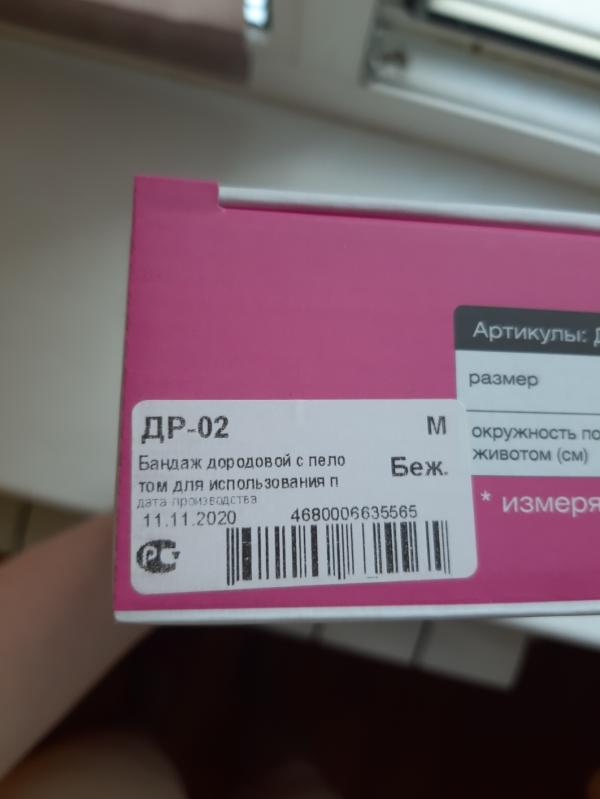 Артикулы:
размер
окружность по
животом (см)
* измеря
ДР-02 M
Бандаж дородовой с пело Беж.
том для использования п
дата производства
11.11.2020 4680006635565